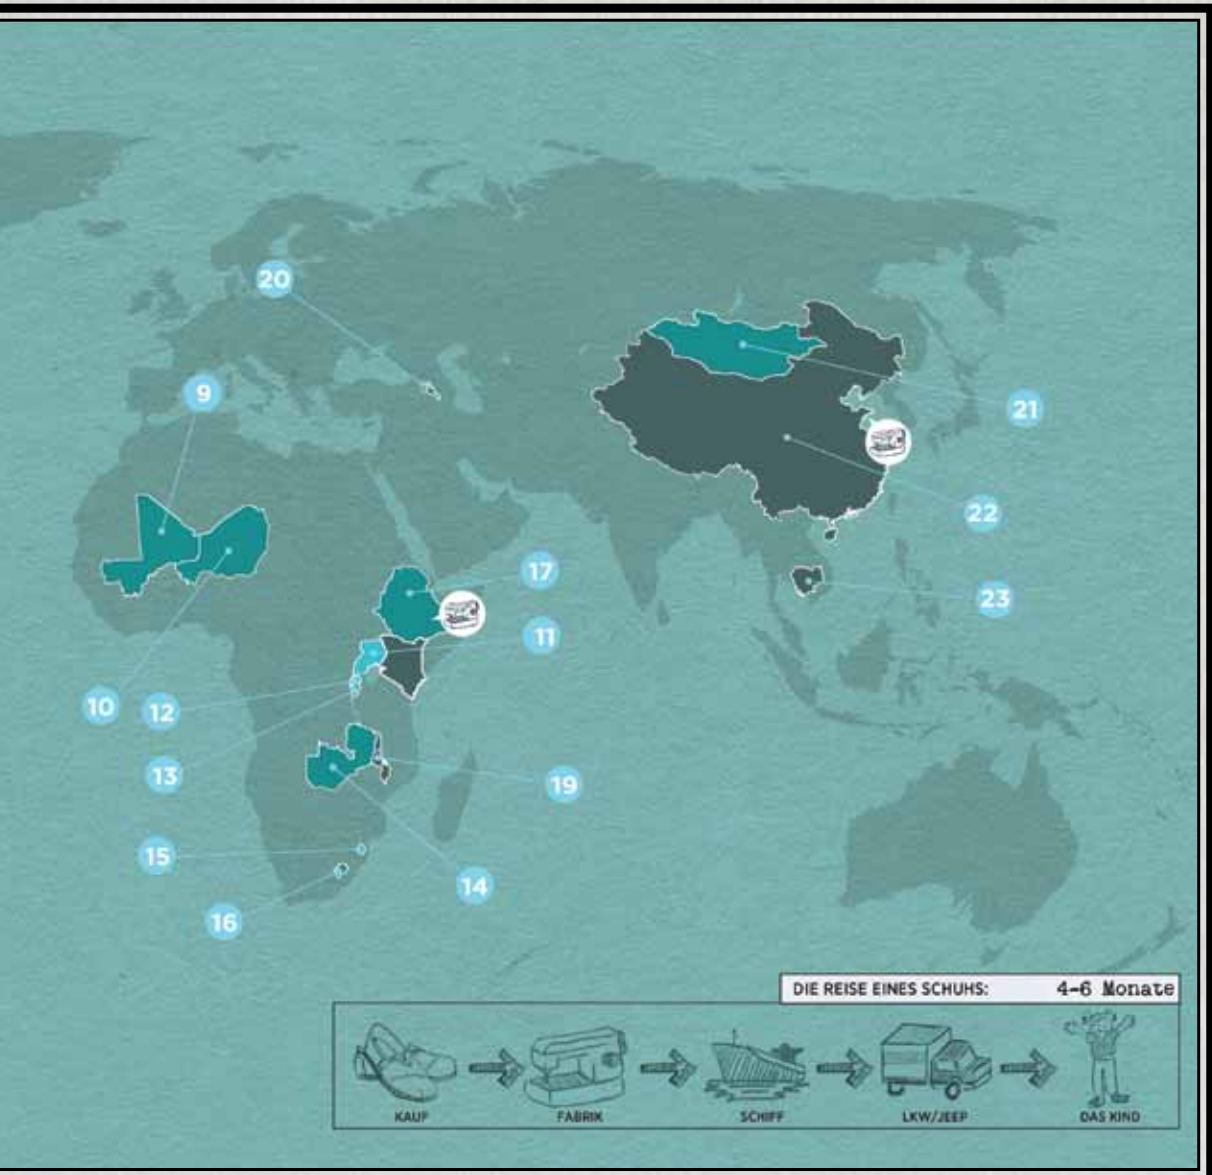 20
9
21
22
17
23
11
10
12
13
19
15
14
16
DIE REISE EINES SCHUHS: 4-6 Monate
KAUF
FABRIK
SCHIFF
LKW/JEEP
DAS KIND